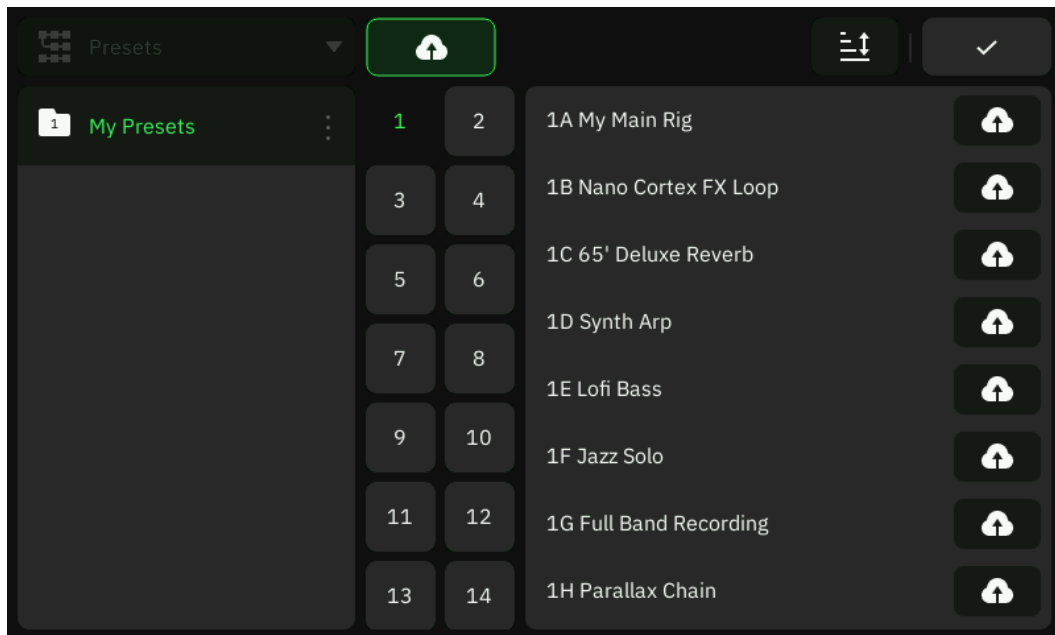 Presets
1 My Presets
1 2
3 4
5 6
7 8
9 10
11 12
13 14
1A My Main Rig
1B Nano Cortex FX Loop
1C 65' Deluxe Reverb
1D Synth Arp
1E Lofi Bass
1F Jazz Solo
1G Full Band Recording
1H Parallax Chain